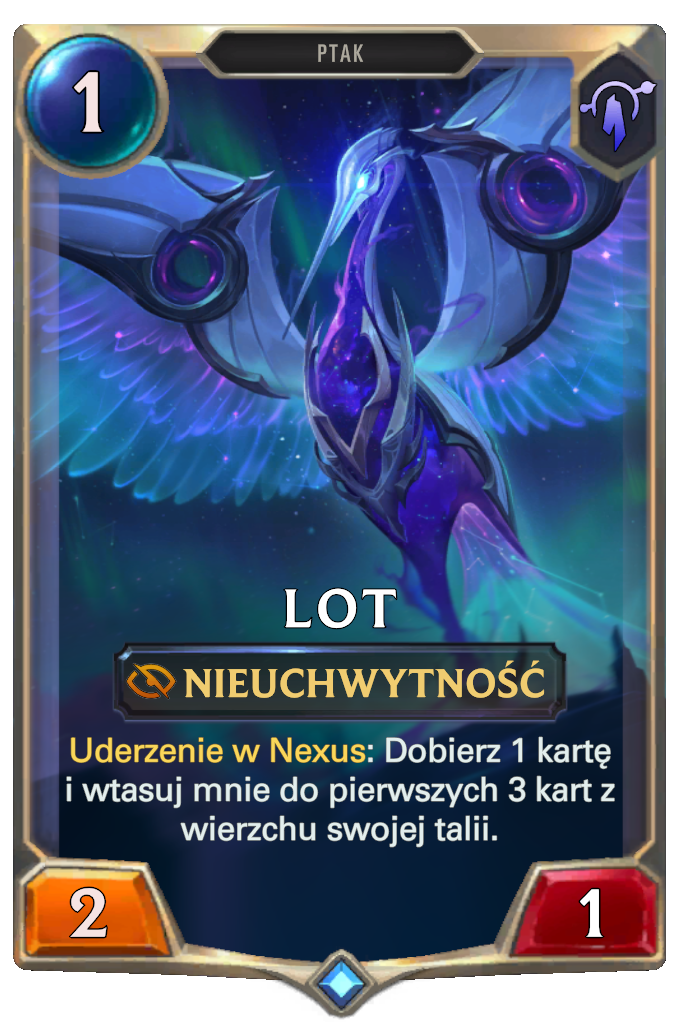 PTAK
1
LOT
NIEUCHWYTNOŚĆ
Uderzenie w Nexus: Dobierz 1 kartę
i wtasuj mnie do pierwszych 3 kart z
wierzchu swojej talii.
2
1